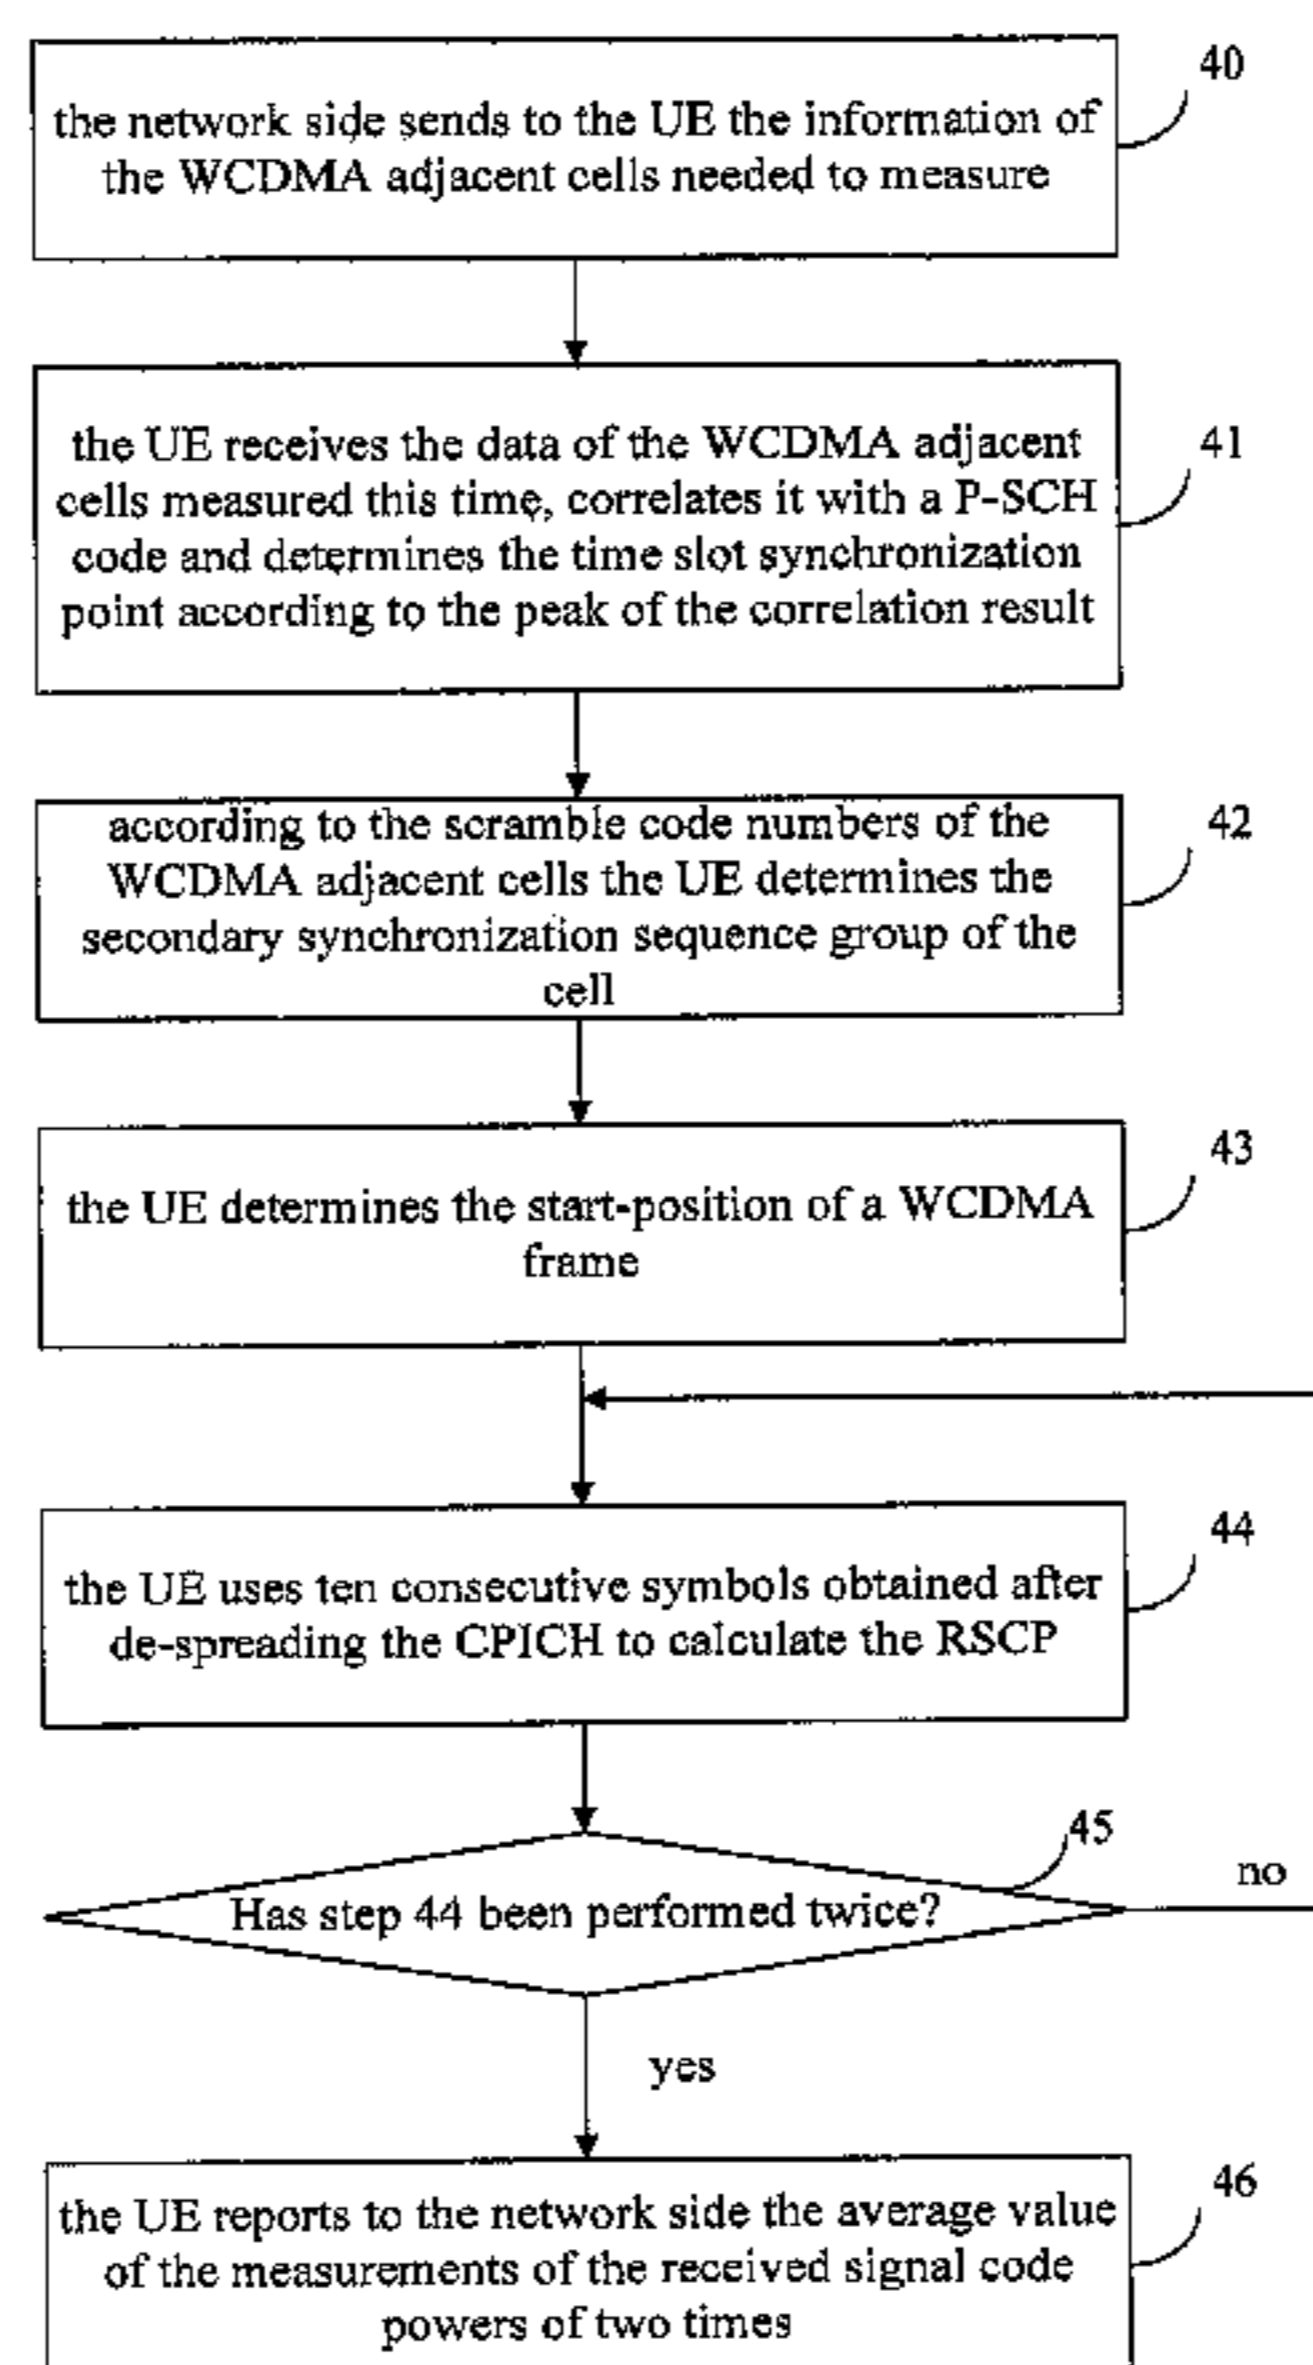 40
the network side sends to the UE the information of
the WCDMA adjacent cells needed to measure
41
the UE receives the data of the WCDMA adjacent
cells measured this time, correlates it with a P-SCH
code and determines the time slot synchronization
point according to the peak of the correlation result
42
according to the scramble code numbers of the
WCDMA adjacent cells the UE determines the
secondary synchronization sequence group of the
cell
43
the UE determines the start-position of a WCDMA
frame
44
the UE uses ten consecutive symbols obtained after
de-spreading the CPICH to calculate the RSCP
45
no
Has step 44 been performed twice?
yes
46
the UE reports to the network side the average value
of the measurements of the received signal code
powers of two times